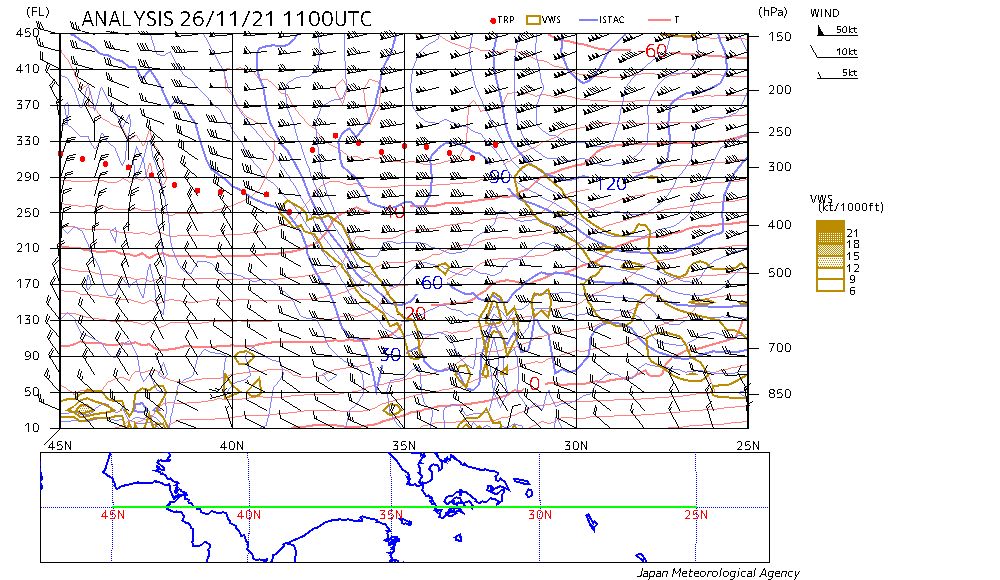 (FL) ANALYSIS 26/11/21 1100UTC TRP VWS ISTAC T (hPa) WIND
450 60 150 50kt
410 10kt
370 200 5kt
330 250
290 90 120 300 VWS
(kt/1000ft)
250 40 400 21
210 18
170 60 500 15
130 20 12
90 30 700 9
50 0 850 6
10
45N 40N 35N 30N 25N
45N 40N 35N 30N 25N
Japan Meteorological Agency